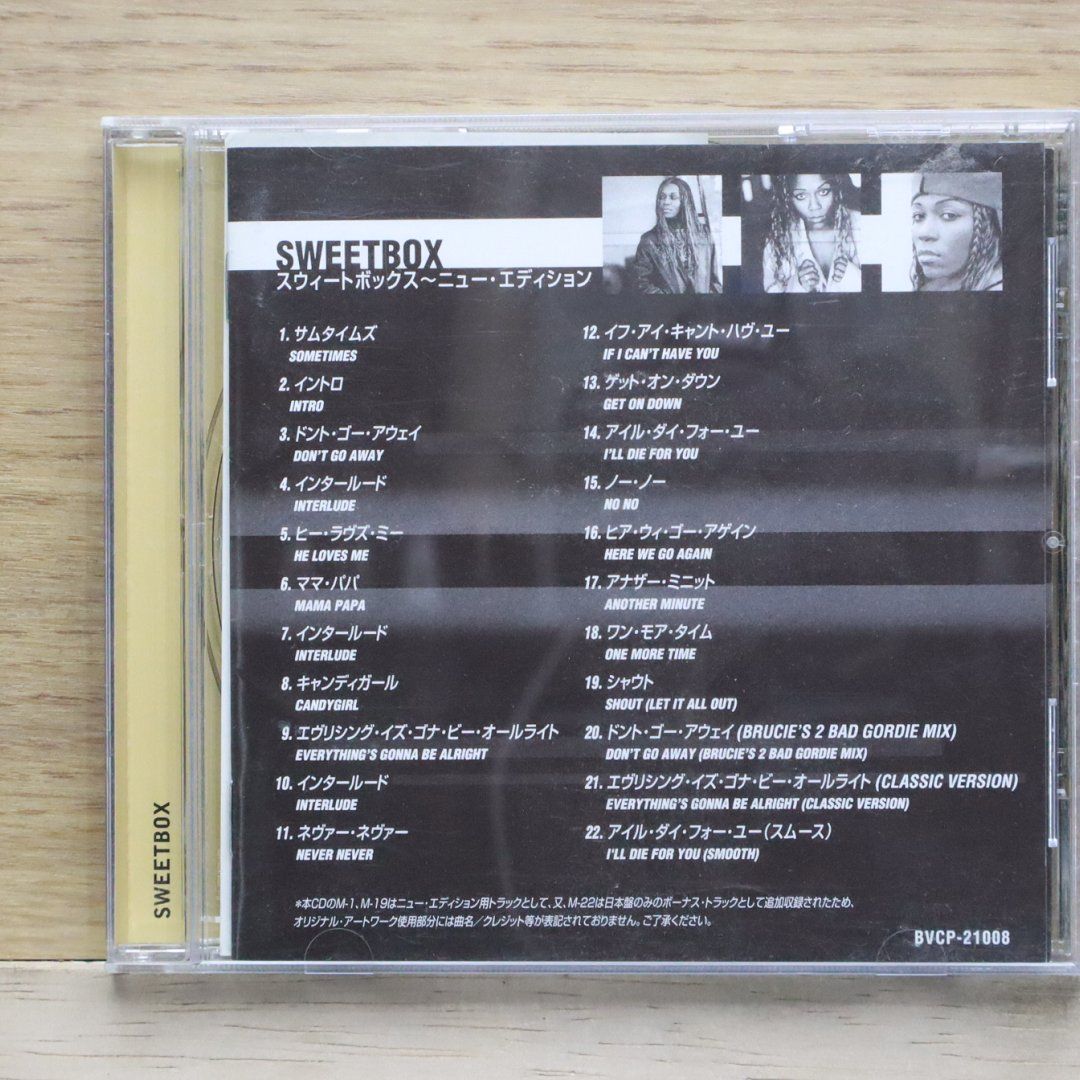 SWEETBOX
スウィートボックス〜ニュー・エディション
1. サムタイムズ
SOMETIMES
2. イントロ
INTRO
3. ドント・ゴー・アウェイ
DON'T GO AWAY
4. インタールード
INTERLUDE
5. ヒー・ラヴズ・ミー
HE LOVES ME
6. ママ・パパ
MAMA PAPA
7. インタールード
INTERLUDE
8. キャンディガール
CANDYGIRL
9. エヴリシング・イズ・ゴナ・ビー・オールライト
EVERYTHING'S GONNA BE ALRIGHT
10. インタールード
INTERLUDE
11. ネヴァー・ネヴァー
NEVER NEVER
12. イフ・アイ・キャント・ハヴ・ユー
IF I CAN'T HAVE YOU
13. ゲット・オン・ダウン
GET ON DOWN
14. アイル・ダイ・フォー・ユー
I'LL DIE FOR YOU
15. ノー・ノー
NO NO
16. ヒア・ウィ・ゴー・アゲイン
HERE WE GO AGAIN
17. アナザー・ミニット
ANOTHER MINUTE
18. ワン・モア・タイム
ONE MORE TIME
19. シャウト
SHOUT (LET IT ALL OUT)
20. ドント・ゴー・アウェイ (BRUCIE'S 2 BAD GORDIE MIX)
DON'T GO AWAY (BRUCIE'S 2 BAD GORDIE MIX)
21. エヴリシング・イズ・ゴナ・ビー・オールライト (CLASSIC VERSION)
EVERYTHING'S GONNA BE ALRIGHT (CLASSIC VERSION)
22. アイル・ダイ・フォー・ユー(スムース)
I'LL DIE FOR YOU (SMOOTH)
*本CDのM-1、M-19はニュー・エディション用トラックとして、又、M-22は日本盤のみのボーナス・トラックとして追加収録されたため、
オリジナル・アートワーク使用部分には曲名/クレジット等が表記されておりません。ご了承ください。
BVCP-21008
SWEETBOX